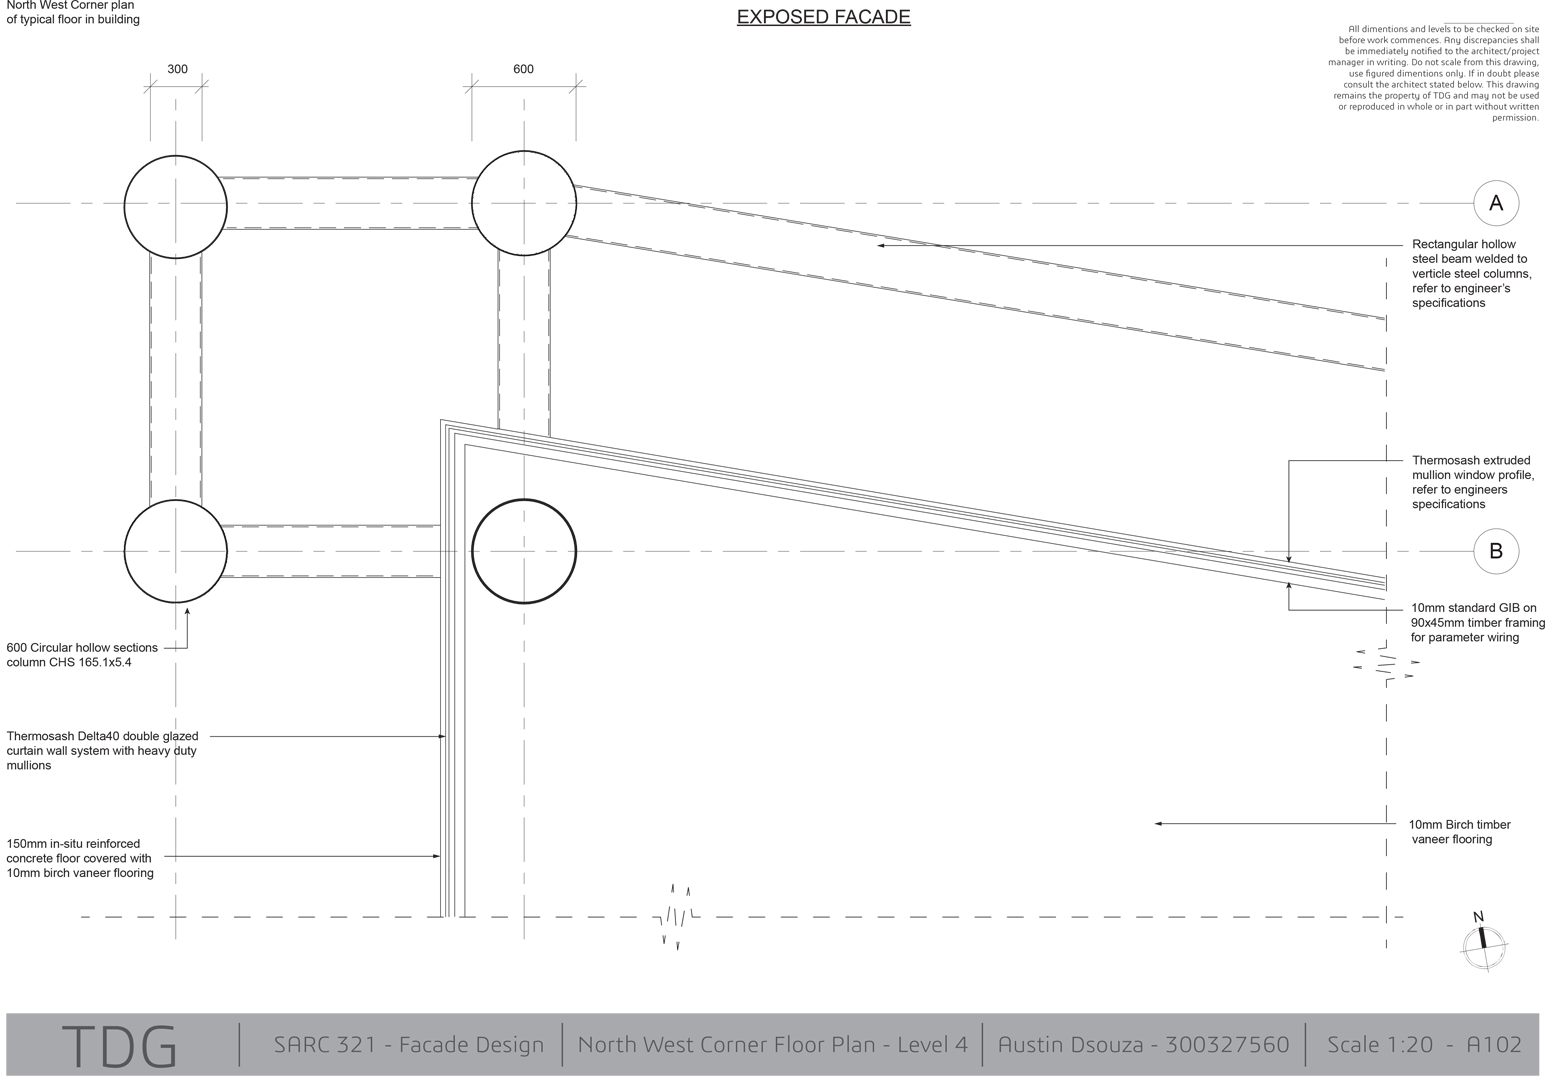 North West Corner plan
of typical floor in building
EXPOSED FACADE
All dimentions and levels to be checked on site
before work commences. Any discrepancies shall
be immediately notified to the architect/project
manager in writing. Do not scale from this drawing,
use figured dimentions only. If in doubt please
consult the architect stated below. This drawing
remains the property of TDG and may not be used
or reproduced in whole or in part without written
permission.
300
600
A
Rectangular hollow
steel beam welded to
verticle steel columns,
refer to engineer's
specifications
Thermosash extruded
mullion window profile,
refer to engineers
specifications
B
10mm standard GIB on
90x45mm timber framing
for parameter wiring
600 Circular hollow sections
column CHS 165.1x5.4
Thermosash Delta40 double glazed
curtain wall system with heavy duty
mullions
150mm in-situ reinforced
concrete floor covered with
10mm birch vaneer flooring
10mm Birch timber
vaneer flooring
N
TDG
SARC 321 - Facade Design
North West Corner Floor Plan - Level 4
Austin Dsouza - 300327560
Scale 1:20 - A102